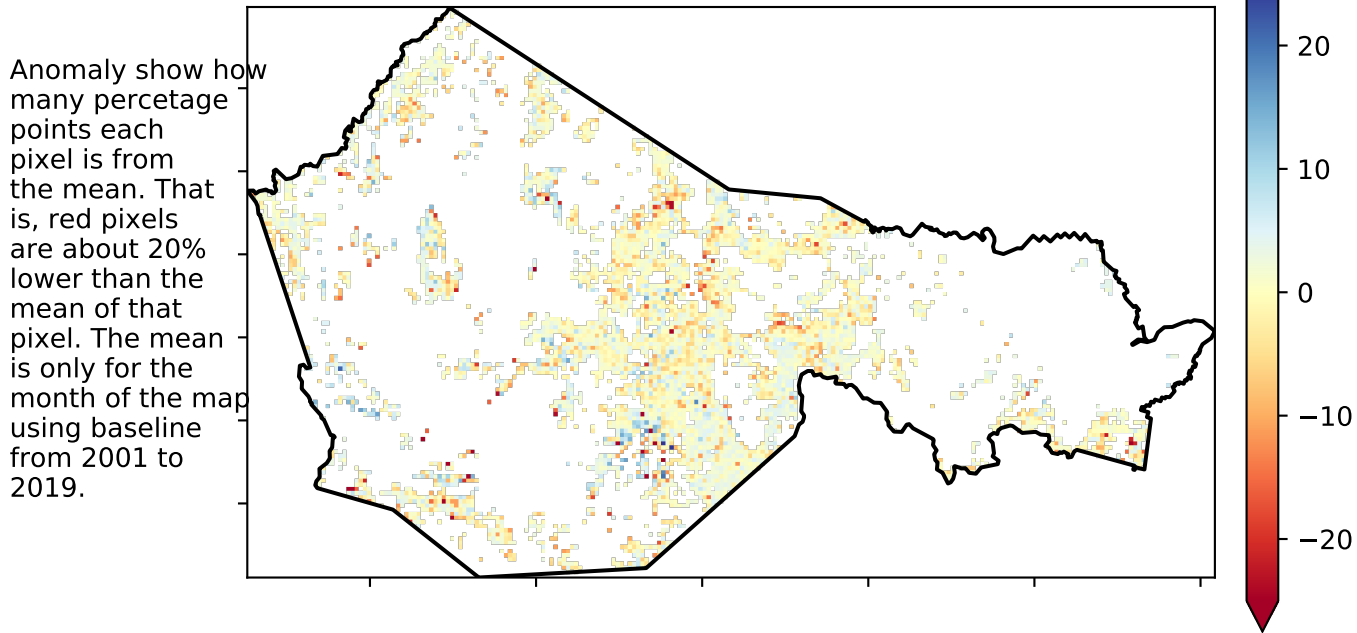 Anomaly show how
many percetage
points each
pixel is from
the mean. That
is, red pixels
are about 20%
lower than the
mean of that
pixel. The mean
is only for the
month of the map
using baseline
from 2001 to
2019.
20
10
0
−10
−20